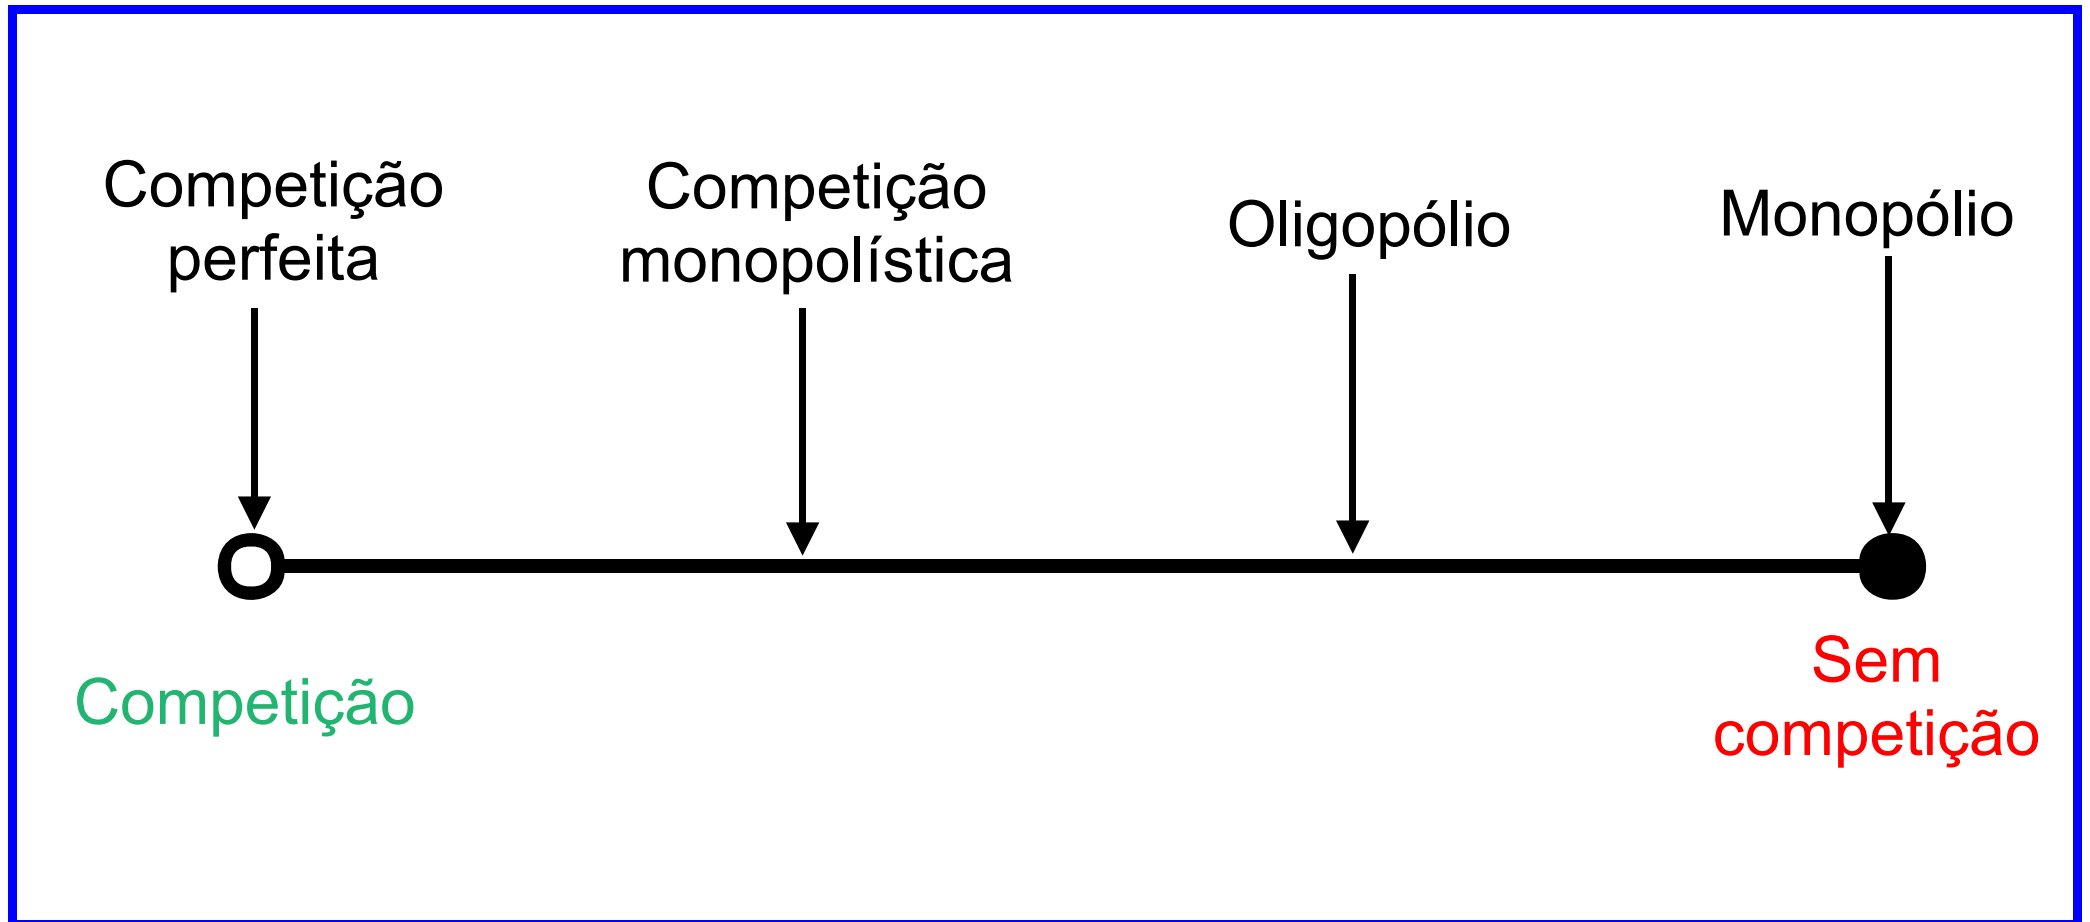 Competição
perfeita
Competição
monopolística
Oligopólio
Monopólio
Competição
Sem
competição